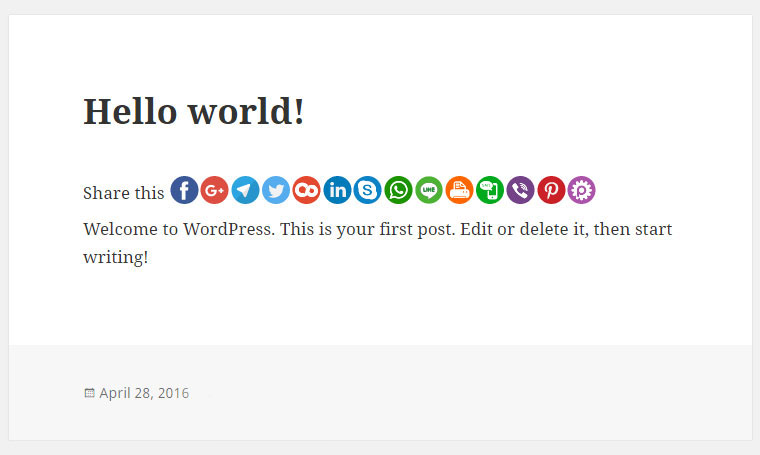 Hello world!
Share this
Welcome to WordPress. This is your first post. Edit or delete it, then start
writing!
April 28, 2016